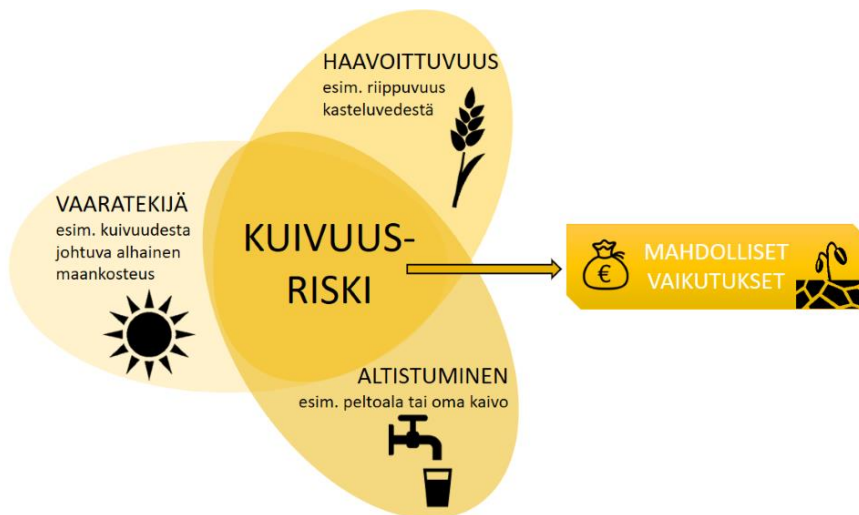 HAAVOITTUVUUS
esim. riippuvuus
kasteluvedestä
VAARATEKIJÄ
esim. kuivuudesta
johtuva alhainen
maankosteus
KUIVUUS-
RISKI
€
MAHDOLLISET
VAIKUTUKSET
ALTISTUMINEN
esim. peltoala tai oma kaivo